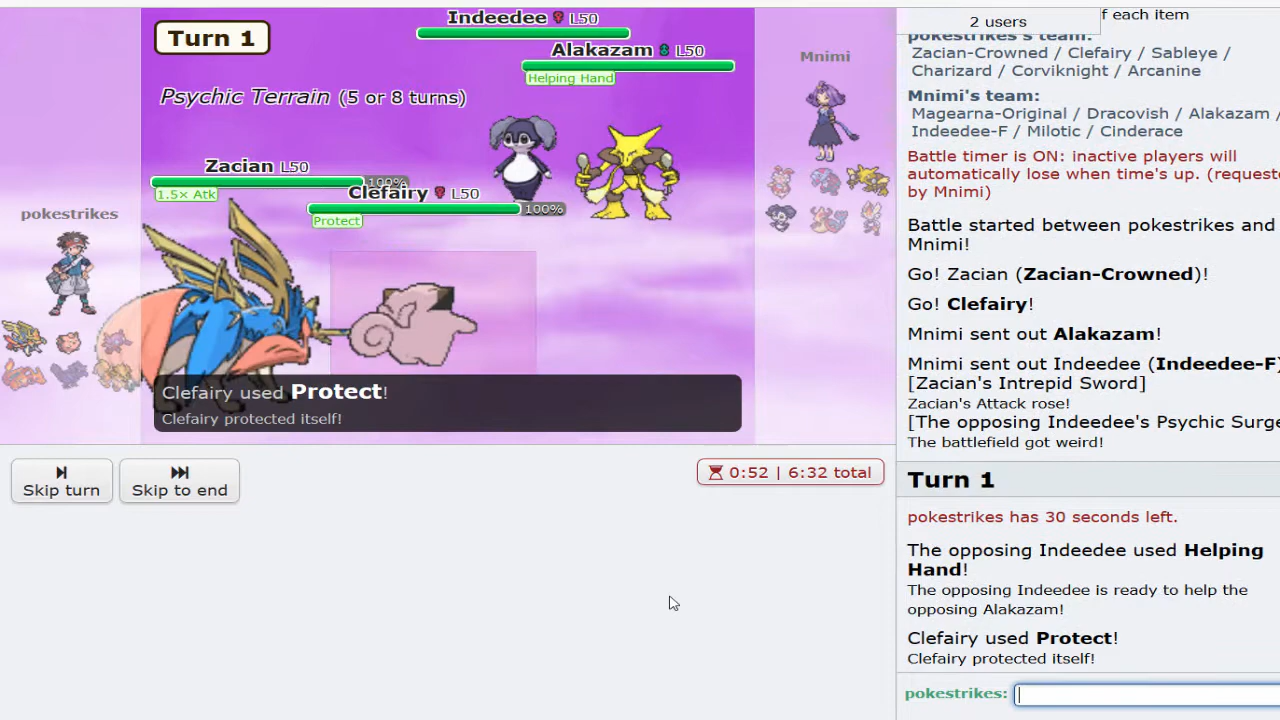 Turn 1
Indeedee L50
Alakazam L50
Helping Hand
Psychic Terrain (5 or 8 turns)
Zacian L50
100%
1.5× Atk
Clefairy L50
100%
Protect
pokestrikes
Mnimi
Clefairy used Protect!
Clefairy protected itself!
Skip turn
Skip to end
0:52 | 6:32 total
2 users
f each item
pokestrikes's team:
Zacian-Crowned / Clefairy / Sableye /
Charizard / Corviknight / Arcanine
Mnimi's team:
Magearna-Original / Dracovish / Alakazam /
Indeedee-F / Milotic / Cinderace
Battle timer is ON: inactive players will
automatically lose when time's up. (requeste
by Mnimi)
Battle started between pokestrikes and
Mnimi!
Go! Zacian (Zacian-Crowned)!
Go! Clefairy!
Mnimi sent out Alakazam!
Mnimi sent out Indeedee (Indeedee-F)
[Zacian's Intrepid Sword]
Zacian's Attack rose!
[The opposing Indeedee's Psychic Surge
The battlefield got weird!
Turn 1
pokestrikes has 30 seconds left.
The opposing Indeedee used Helping
Hand!
The opposing Indeedee is ready to help the
opposing Alakazam!
Clefairy used Protect!
Clefairy protected itself!
pokestrikes: